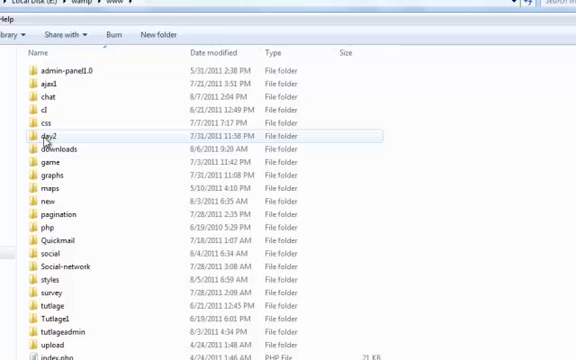 Local Disk (E:) ▸ wamp ▸ www ▸
Help
ibrary Share with Burn New folder
Name Date modified Type Size
admin-panel1.0 5/31/2011 2:38 PM File folder
ajax1 7/21/2011 3:51 PM File folder
chat 8/7/2011 2:04 PM File folder
cI 6/21/2011 12:49 PM File folder
css 7/7/2011 7:17 PM File folder
day2 7/31/2011 11:58 PM File folder
downloads 8/6/2011 9:20 AM File folder
game 7/3/2011 11:42 PM File folder
graphs 7/31/2011 11:08 PM File folder
maps 5/10/2011 4:10 PM File folder
new 8/3/2011 6:35 AM File folder
pagination 7/28/2011 2:35 PM File folder
php 6/19/2010 5:29 PM File folder
Quickmail 7/18/2011 1:07 AM File folder
social 8/4/2011 6:34 AM File folder
Social-network 7/28/2011 3:08 AM File folder
styles 8/5/2011 6:59 AM File folder
survey 7/28/2011 2:09 AM File folder
tutlage 6/21/2011 12:45 PM File folder
Tutlage1 6/19/2011 6:01 PM File folder
tutlageadmin 8/3/2011 4:34 PM File folder
upload 4/24/2011 1:48 AM File folder
index.php 4/24/2011 1:46 AM PHP File 21 KB